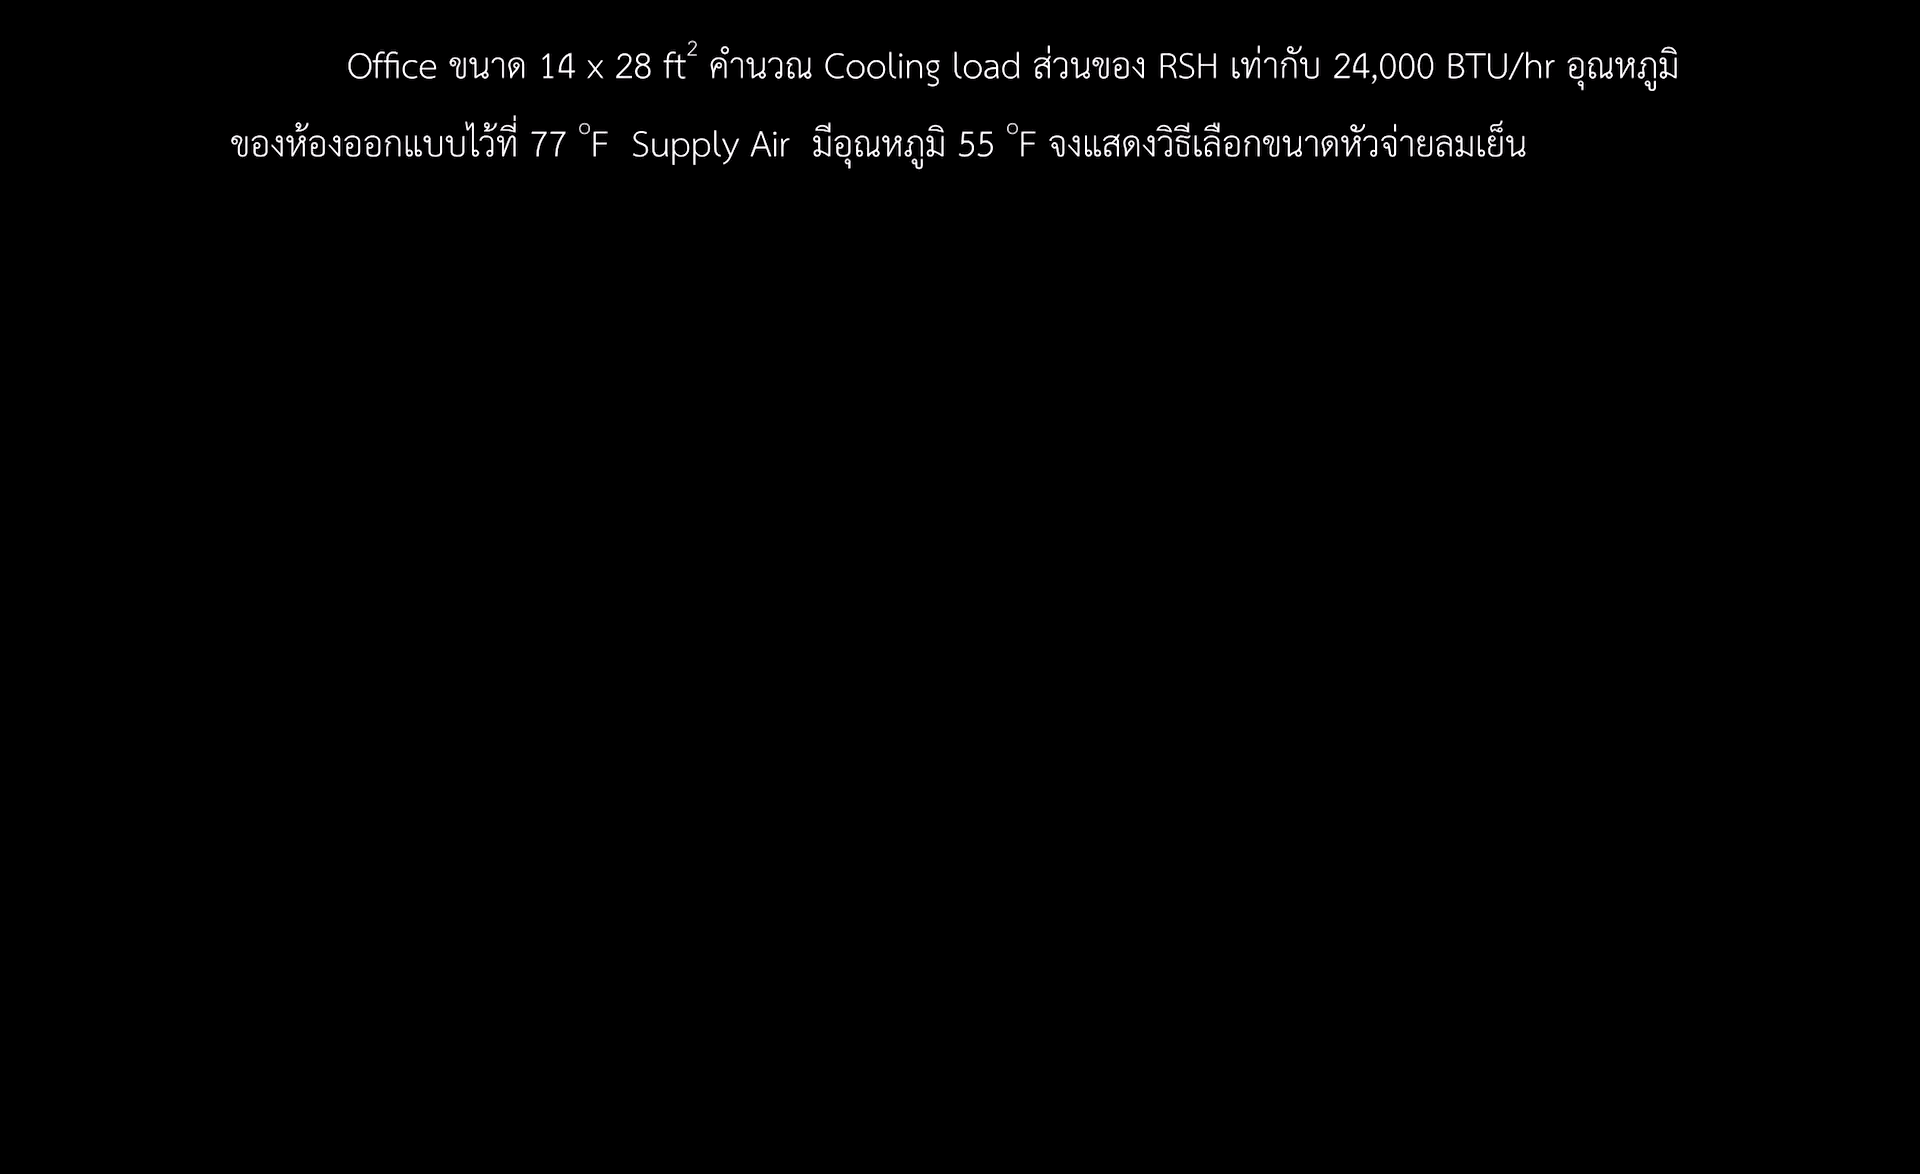 Office ขนาด 14 x 28 ft² คำนวณ Cooling load ส่วนของ RSH เท่ากับ 24,000 BTU/hr อุณหภูมิ
ของห้องออกแบบไว้ที่ 77 °F Supply Air มีอุณหภูมิ 55 °F จงแสดงวิธีเลือกขนาดหัวจ่ายลมเย็น